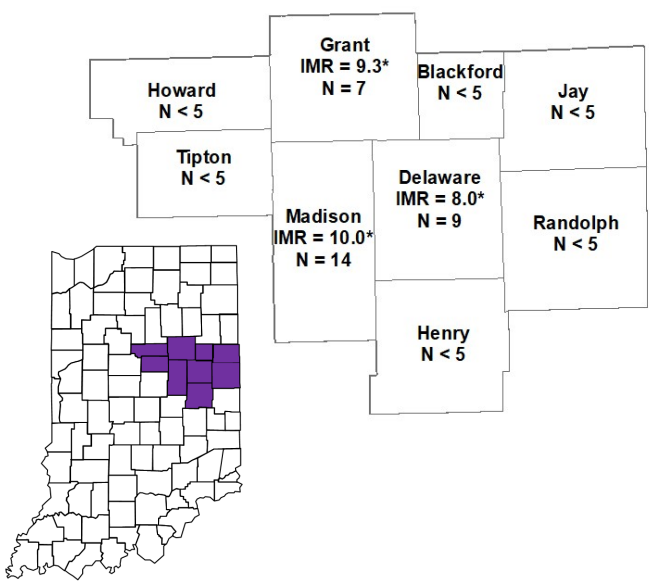 Grant
IMR = 9.3*
N = 7
Blackford
N < 5
Howard
N < 5
Jay
N < 5
Tipton
N < 5
Delaware
IMR = 8.0*
N = 9
Madison
IMR = 10.0*
N = 14
Randolph
N < 5
Henry
N < 5